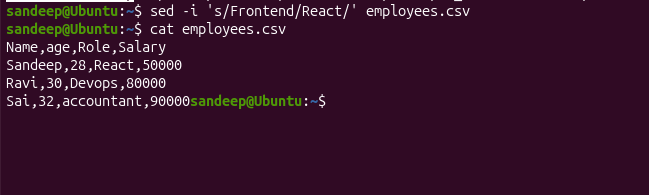 sandeep@Ubuntu:~$ sed -i 's/Frontend/React/' employees.csv
sandeep@Ubuntu:~$ cat employees.csv
Name,age,Role,Salary
Sandeep,28,React,50000
Ravi,30,Devops,80000
Sai,32,accountant,90000sandeep@Ubuntu:~$